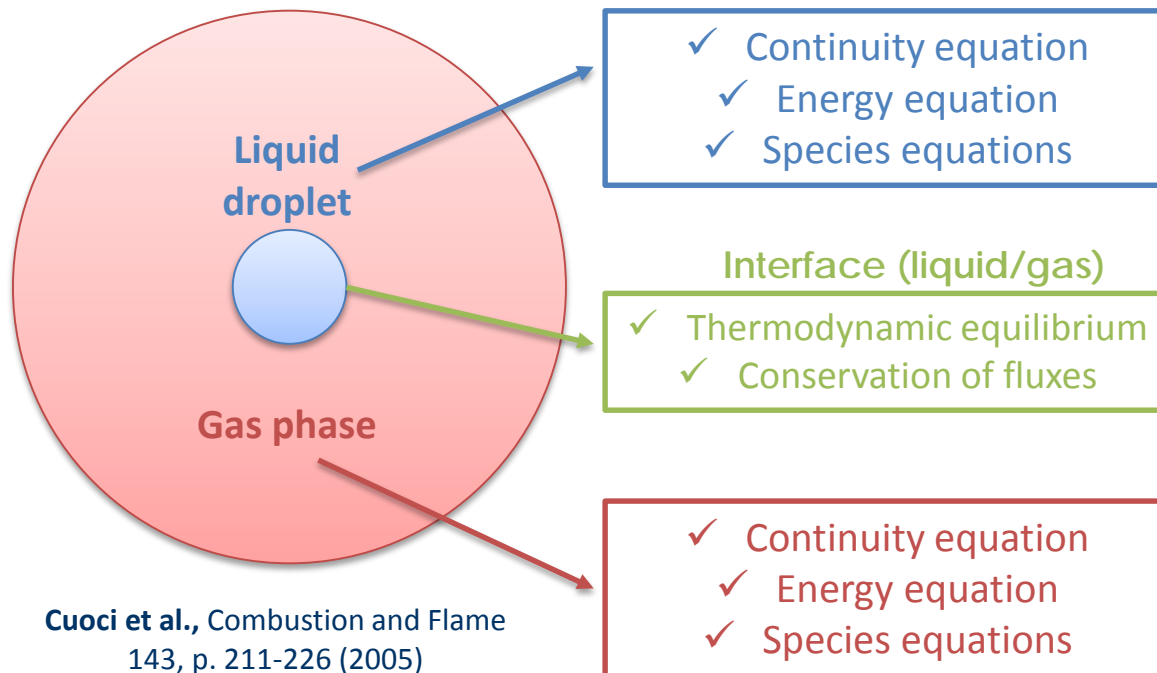 Liquid
droplet
Gas phase
✓ Continuity equation
✓ Energy equation
✓ Species equations
Interface (liquid/gas)
✓ Thermodynamic equilibrium
✓ Conservation of fluxes
✓ Continuity equation
✓ Energy equation
✓ Species equations
Cuoci et al., Combustion and Flame
143, p. 211-226 (2005)